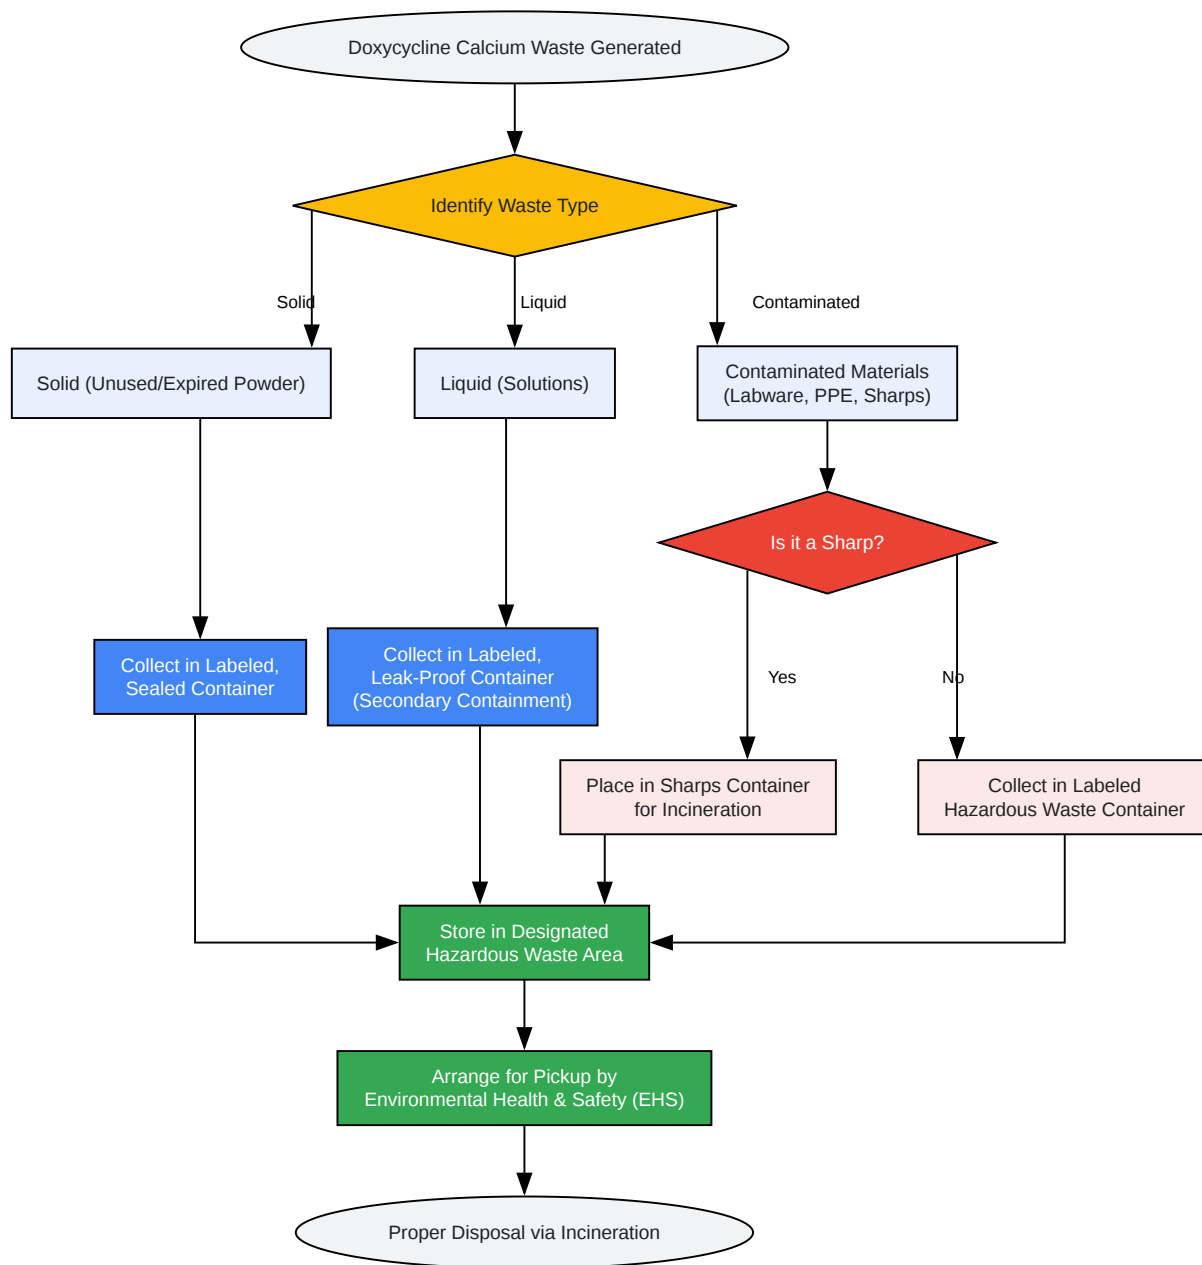 Doxycycline Calcium Waste Generated
Identify Waste Type
Solid
Liquid
Contaminated
Solid (Unused/Expired Powder)
Liquid (Solutions)
Contaminated Materials
(Labware, PPE, Sharps)
Is it a Sharp?
Collect in Labeled,
Sealed Container
Collect in Labeled,
Leak-Proof Container
(Secondary Containment)
Yes
No
Place in Sharps Container
for Incineration
Collect in Labeled
Hazardous Waste Container
Store in Designated
Hazardous Waste Area
Arrange for Pickup by
Environmental Health & Safety (EHS)
Proper Disposal via Incineration